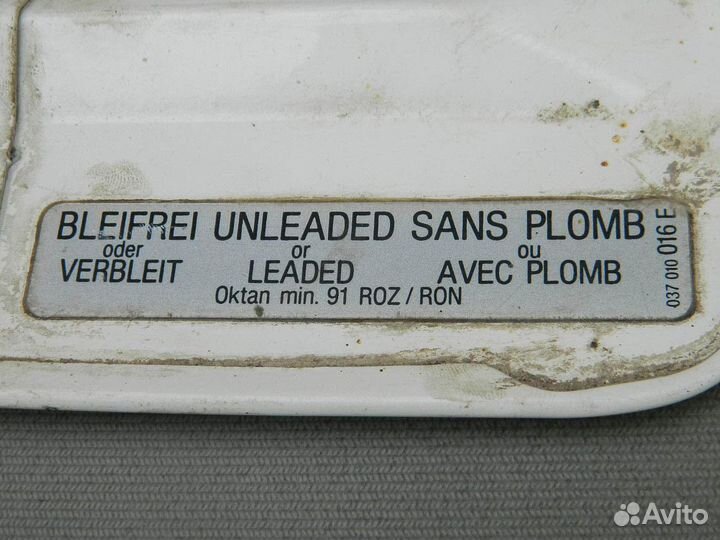 BLEIFREI UNLEADED SANS PLOMB
oder or ou
VERBLEIT LEADED AVEC PLOMB
Oktan min. 91 ROZ / RON
037 010 016 E
Avito